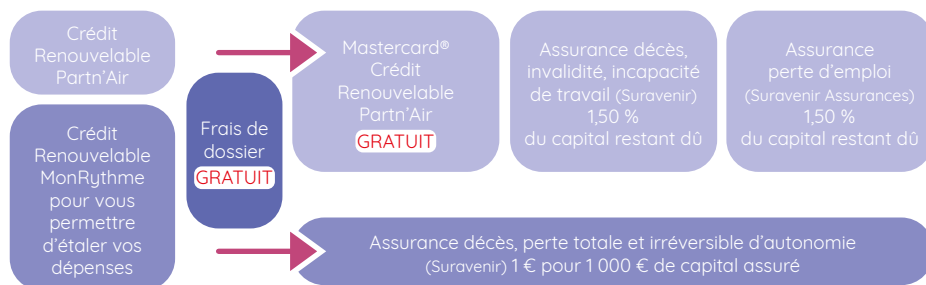 Crédit
Renouvelable
Partn'Air
Crédit
Renouvelable
MonRythme
pour vous
permettre
d'étaler vos
dépenses
Frais de
dossier
GRATUIT
Mastercard®
Crédit
Renouvelable
Partn'Air
GRATUIT
Assurance décès,
invalidité, incapacité
de travail (Suravenir)
1,50 %
du capital restant dû
Assurance
perte d'emploi
(Suravenir Assurances)
1,50 %
du capital restant dû
Assurance décès, perte totale et irréversible d'autonomie
(Suravenir) 1 € pour 1 000 € de capital assuré